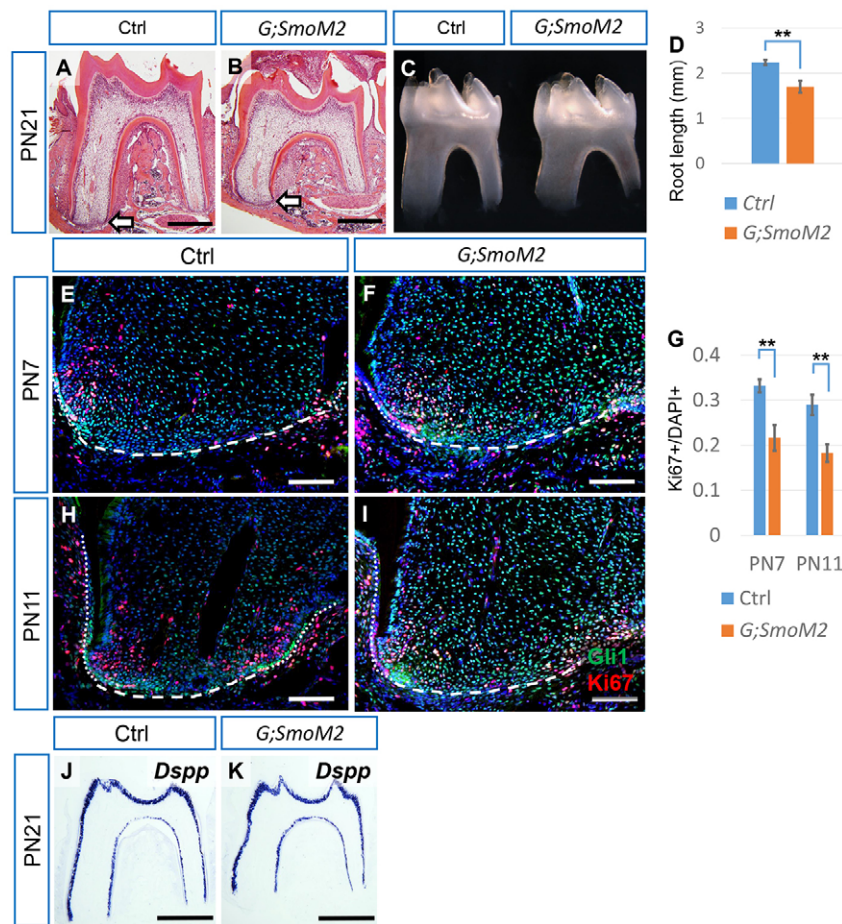 Ctrl
G;SmoM2
Ctrl
G;SmoM2
PN21
A
B
C
D
**
Root length (mm)
3
2
1
0
Ctrl
G;SmoM2
Ctrl
G;SmoM2
PN7
E
F
G
**
**
Ki67+/DAPI+
0.4
0.3
0.2
0.1
0
PN7 PN11
Ctrl
G;SmoM2
PN11
H
I
Gli1
Ki67
Ctrl
G;SmoM2
PN21
J
Dspp
K
Dspp